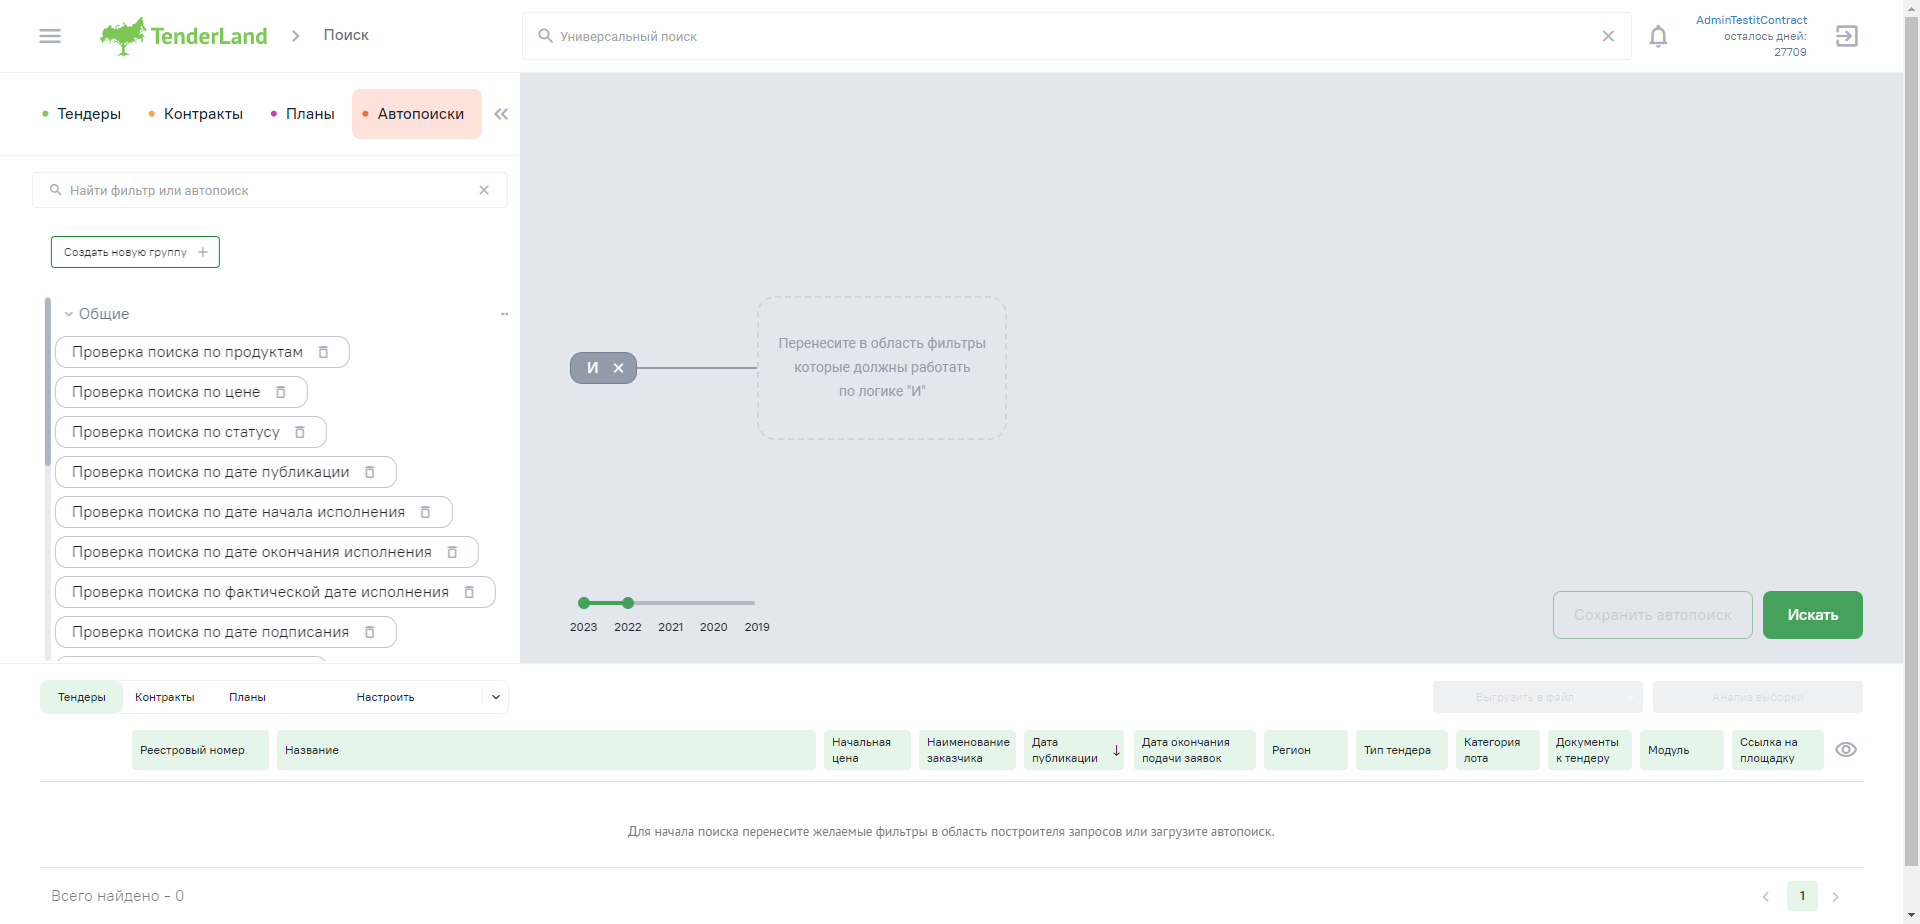 TenderLand
Поиск
Универсальный поиск
AdminTestitContract
осталось дней:
27709
Тендеры
Контракты
Планы
Автопоиски
Найти фильтр или автопоиск
Создать новую группу
Общие
Проверка поиска по продуктам
Проверка поиска по цене
Проверка поиска по статусу
Проверка поиска по дате публикации
Проверка поиска по дате начала исполнения
Проверка поиска по дате окончания исполнения
Проверка поиска по фактической дате исполнения
Проверка поиска по дате подписания
И
Перенесите в область фильтры
которые должны работать
по логике "И"
2023 2022 2021 2020 2019
Сохранить автопоиск
Искать
Тендеры
Контракты
Планы
Настроить
Выгрузить в файл
Анализ выборки
Реестровый номер
Название
Начальная
цена
Наименование
заказчика
Дата
публикации
Дата окончания
подачи заявок
Регион
Тип тендера
Категория
лота
Документы
к тендеру
Модуль
Ссылка на
площадку
Для начала поиска перенесите желаемые фильтры в область построителя запросов или загрузите автопоиск.
Всего найдено - 0
1